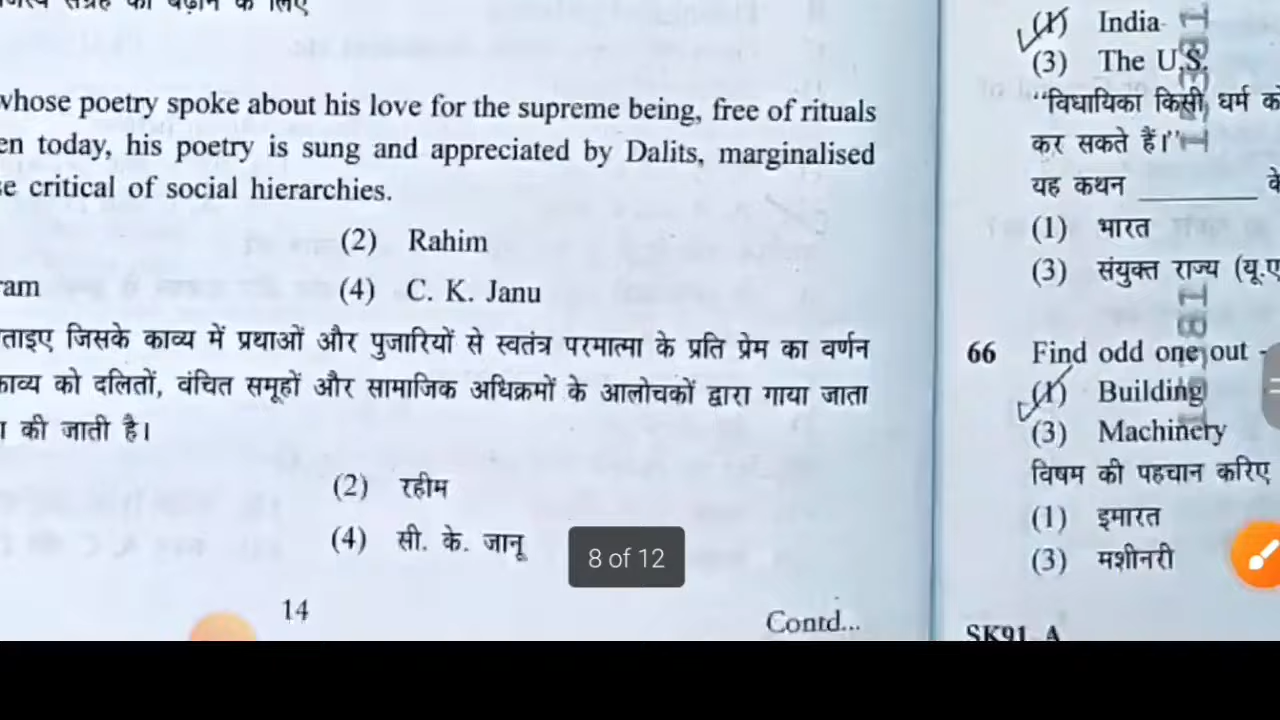 whose poetry spoke about his love for the supreme being, free of rituals
en today, his poetry is sung and appreciated by Dalits, marginalised
se critical of social hierarchies.
(2) Rahim
ram
(4) C. K. Janu
ताइए जिसके काव्य में प्रथाओं और पुजारियों से स्वतंत्र परमात्मा के प्रति प्रेम का वर्णन
काव्य को दलितों, वंचित समूहों और सामाजिक अधिक्रमों के आलोचकों द्वारा गाया जाता
की जाती है।
(2) रहीम
(4) सी. के. जानू
8 of 12
14
Contd...
(1) India
(3) The U.S.
"विधायिका किसी धर्म को
कर सकते हैं।"
यह कथन ________ के
(1) भारत
(3) संयुक्त राज्य (यू.ए
66 Find odd one out -
(1) Building
(3) Machinery
विषम की पहचान करिए
(1) इमारत
(3) मशीनरी
SK91_A